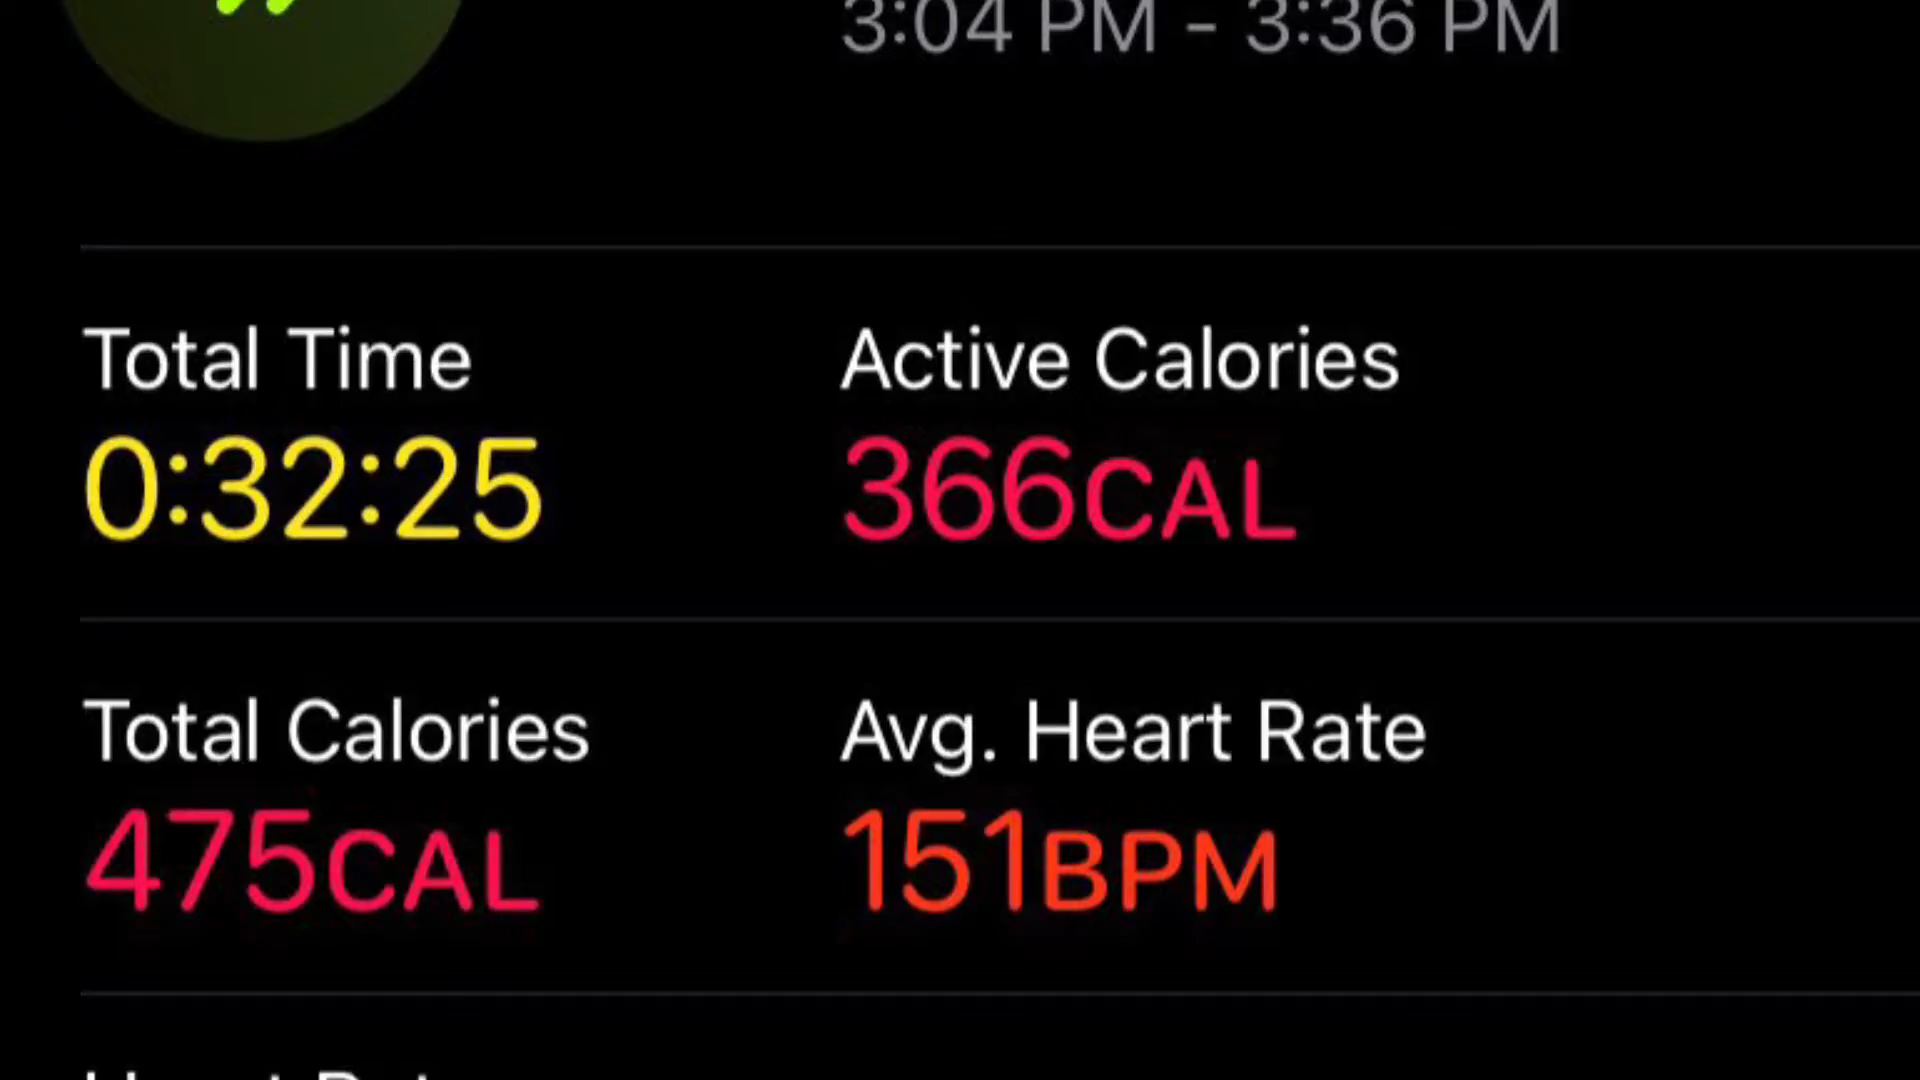 3:04 PM - 3:36 PM
Total Time
Active Calories
0:32:25
366CAL
Total Calories
Avg. Heart Rate
475CAL
151BPM